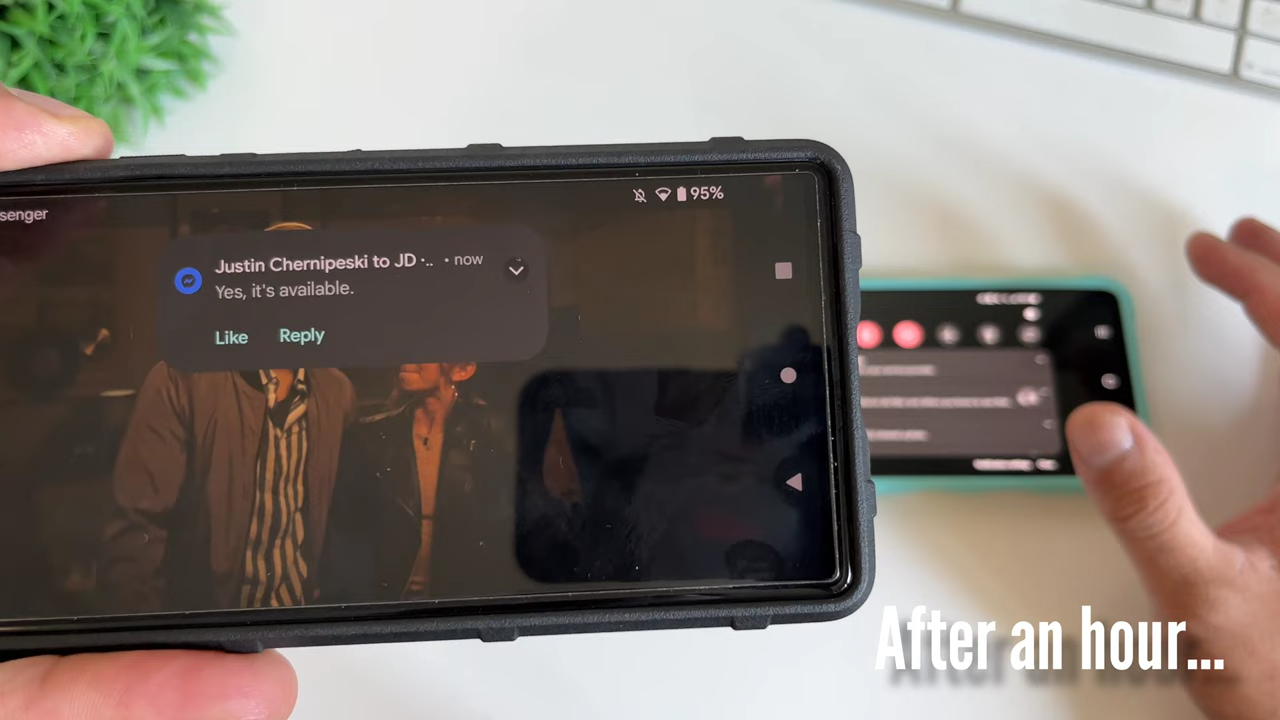 senger
95%
Justin Chernipeski to JD ·.. • now
Yes, it's available.
Like Reply
After an hour...